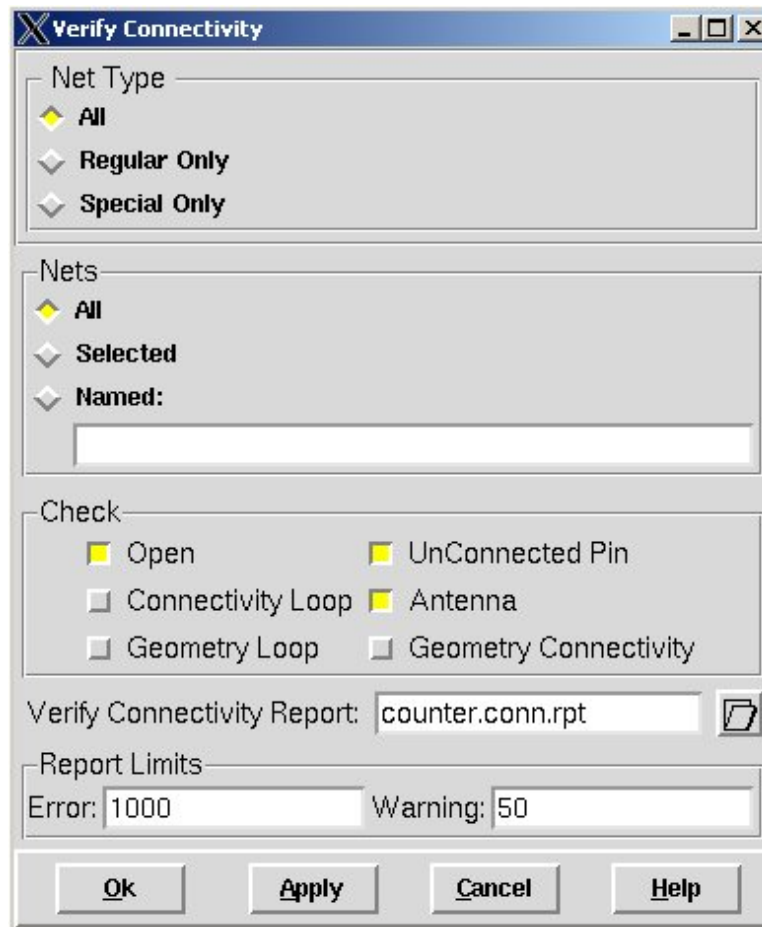 Verify Connectivity
Net Type
All
Regular Only
Special Only
Nets
All
Selected
Named:
Check
Open UnConnected Pin
Connectivity Loop Antenna
Geometry Loop Geometry Connectivity
Verify Connectivity Report: counter.conn.rpt
Report Limits
Error: 1000 Warning: 50
Ok Apply Cancel Help